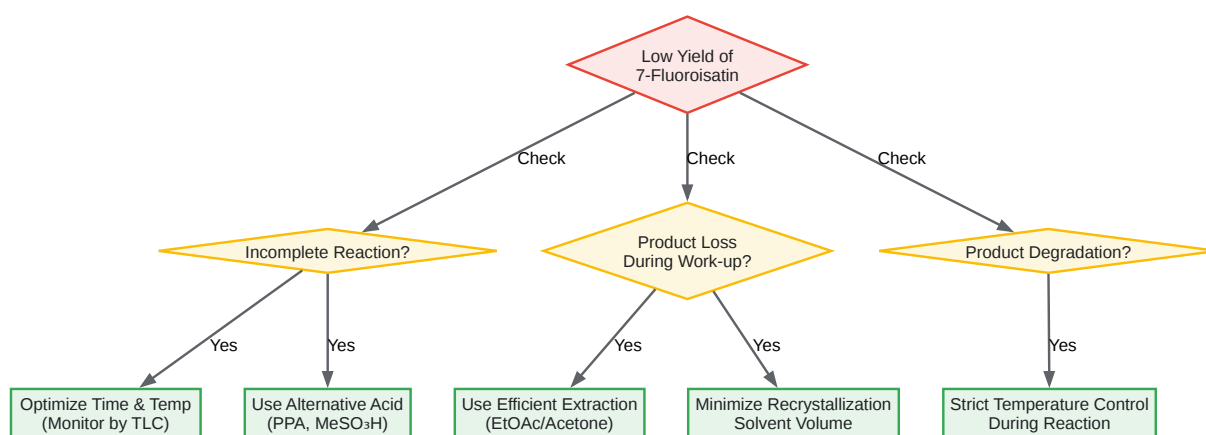 Low Yield of
7-Fluoroisatin
Check
Check
Check
Incomplete Reaction?
Product Loss
During Work-up?
Product Degradation?
Yes
Yes
Yes
Yes
Yes
Optimize Time & Temp
(Monitor by TLC)
Use Alternative Acid
(PPA, MeSO₃H)
Use Efficient Extraction
(EtOAc/Acetone)
Minimize Recrystallization
Solvent Volume
Strict Temperature Control
During Reaction